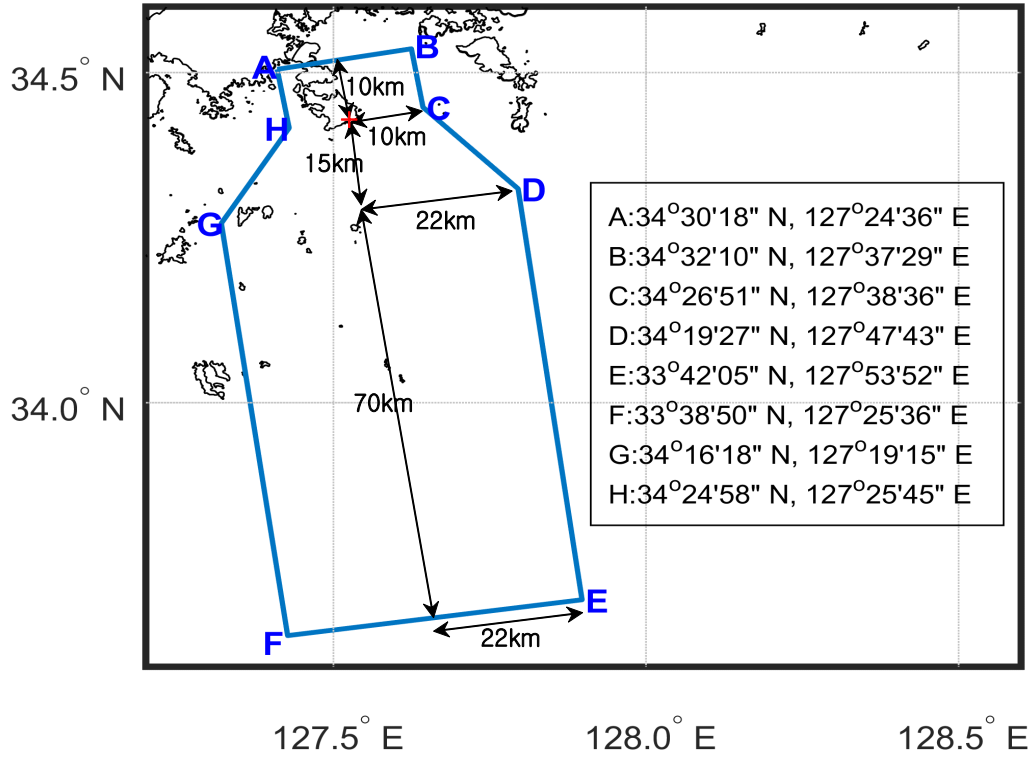 34.5° N
34.0° N
127.5° E
128.0° E
128.5° E
A
B
C
D
E
F
G
H
10km
10km
15km
22km
70km
22km
A:34°30'18" N, 127°24'36" E
B:34°32'10" N, 127°37'29" E
C:34°26'51" N, 127°38'36" E
D:34°19'27" N, 127°47'43" E
E:33°42'05" N, 127°53'52" E
F:33°38'50" N, 127°25'36" E
G:34°16'18" N, 127°19'15" E
H:34°24'58" N, 127°25'45" E